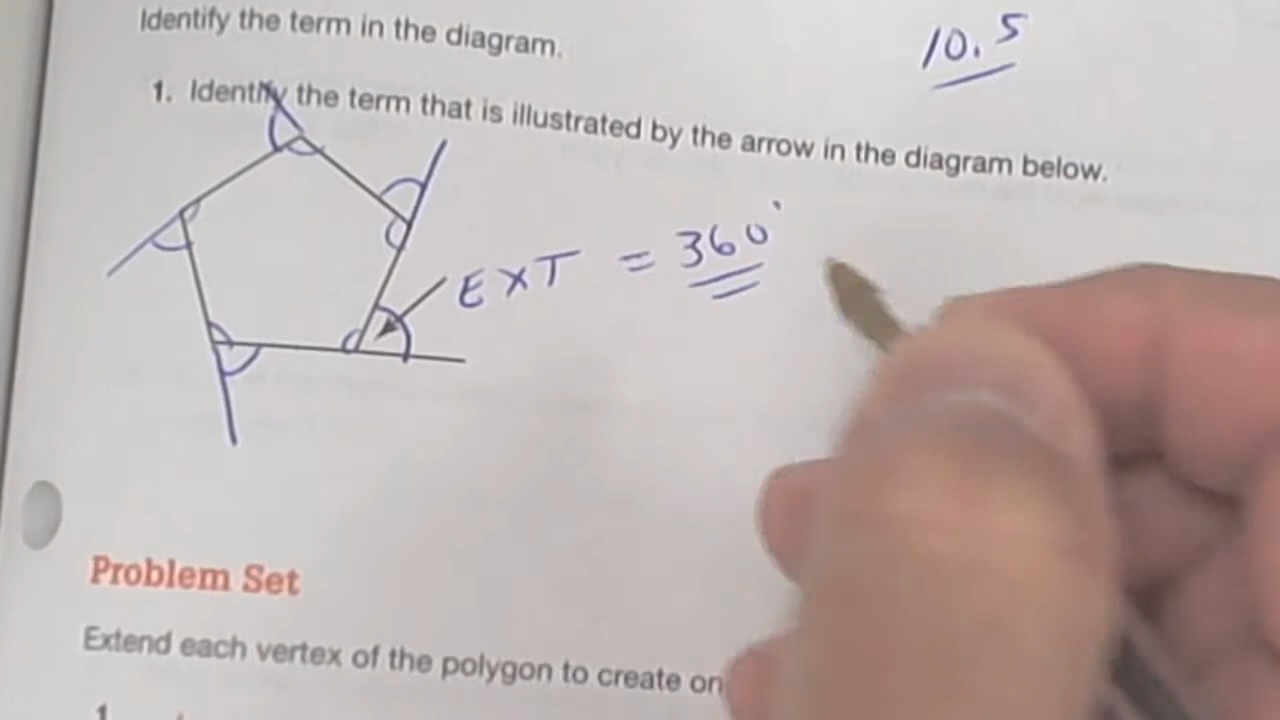 Identify the term in the diagram.
10.5
1. Identify the term that is illustrated by the arrow in the diagram below.
EXT = 360°
Problem Set
Extend each vertex of the polygon to create on
1